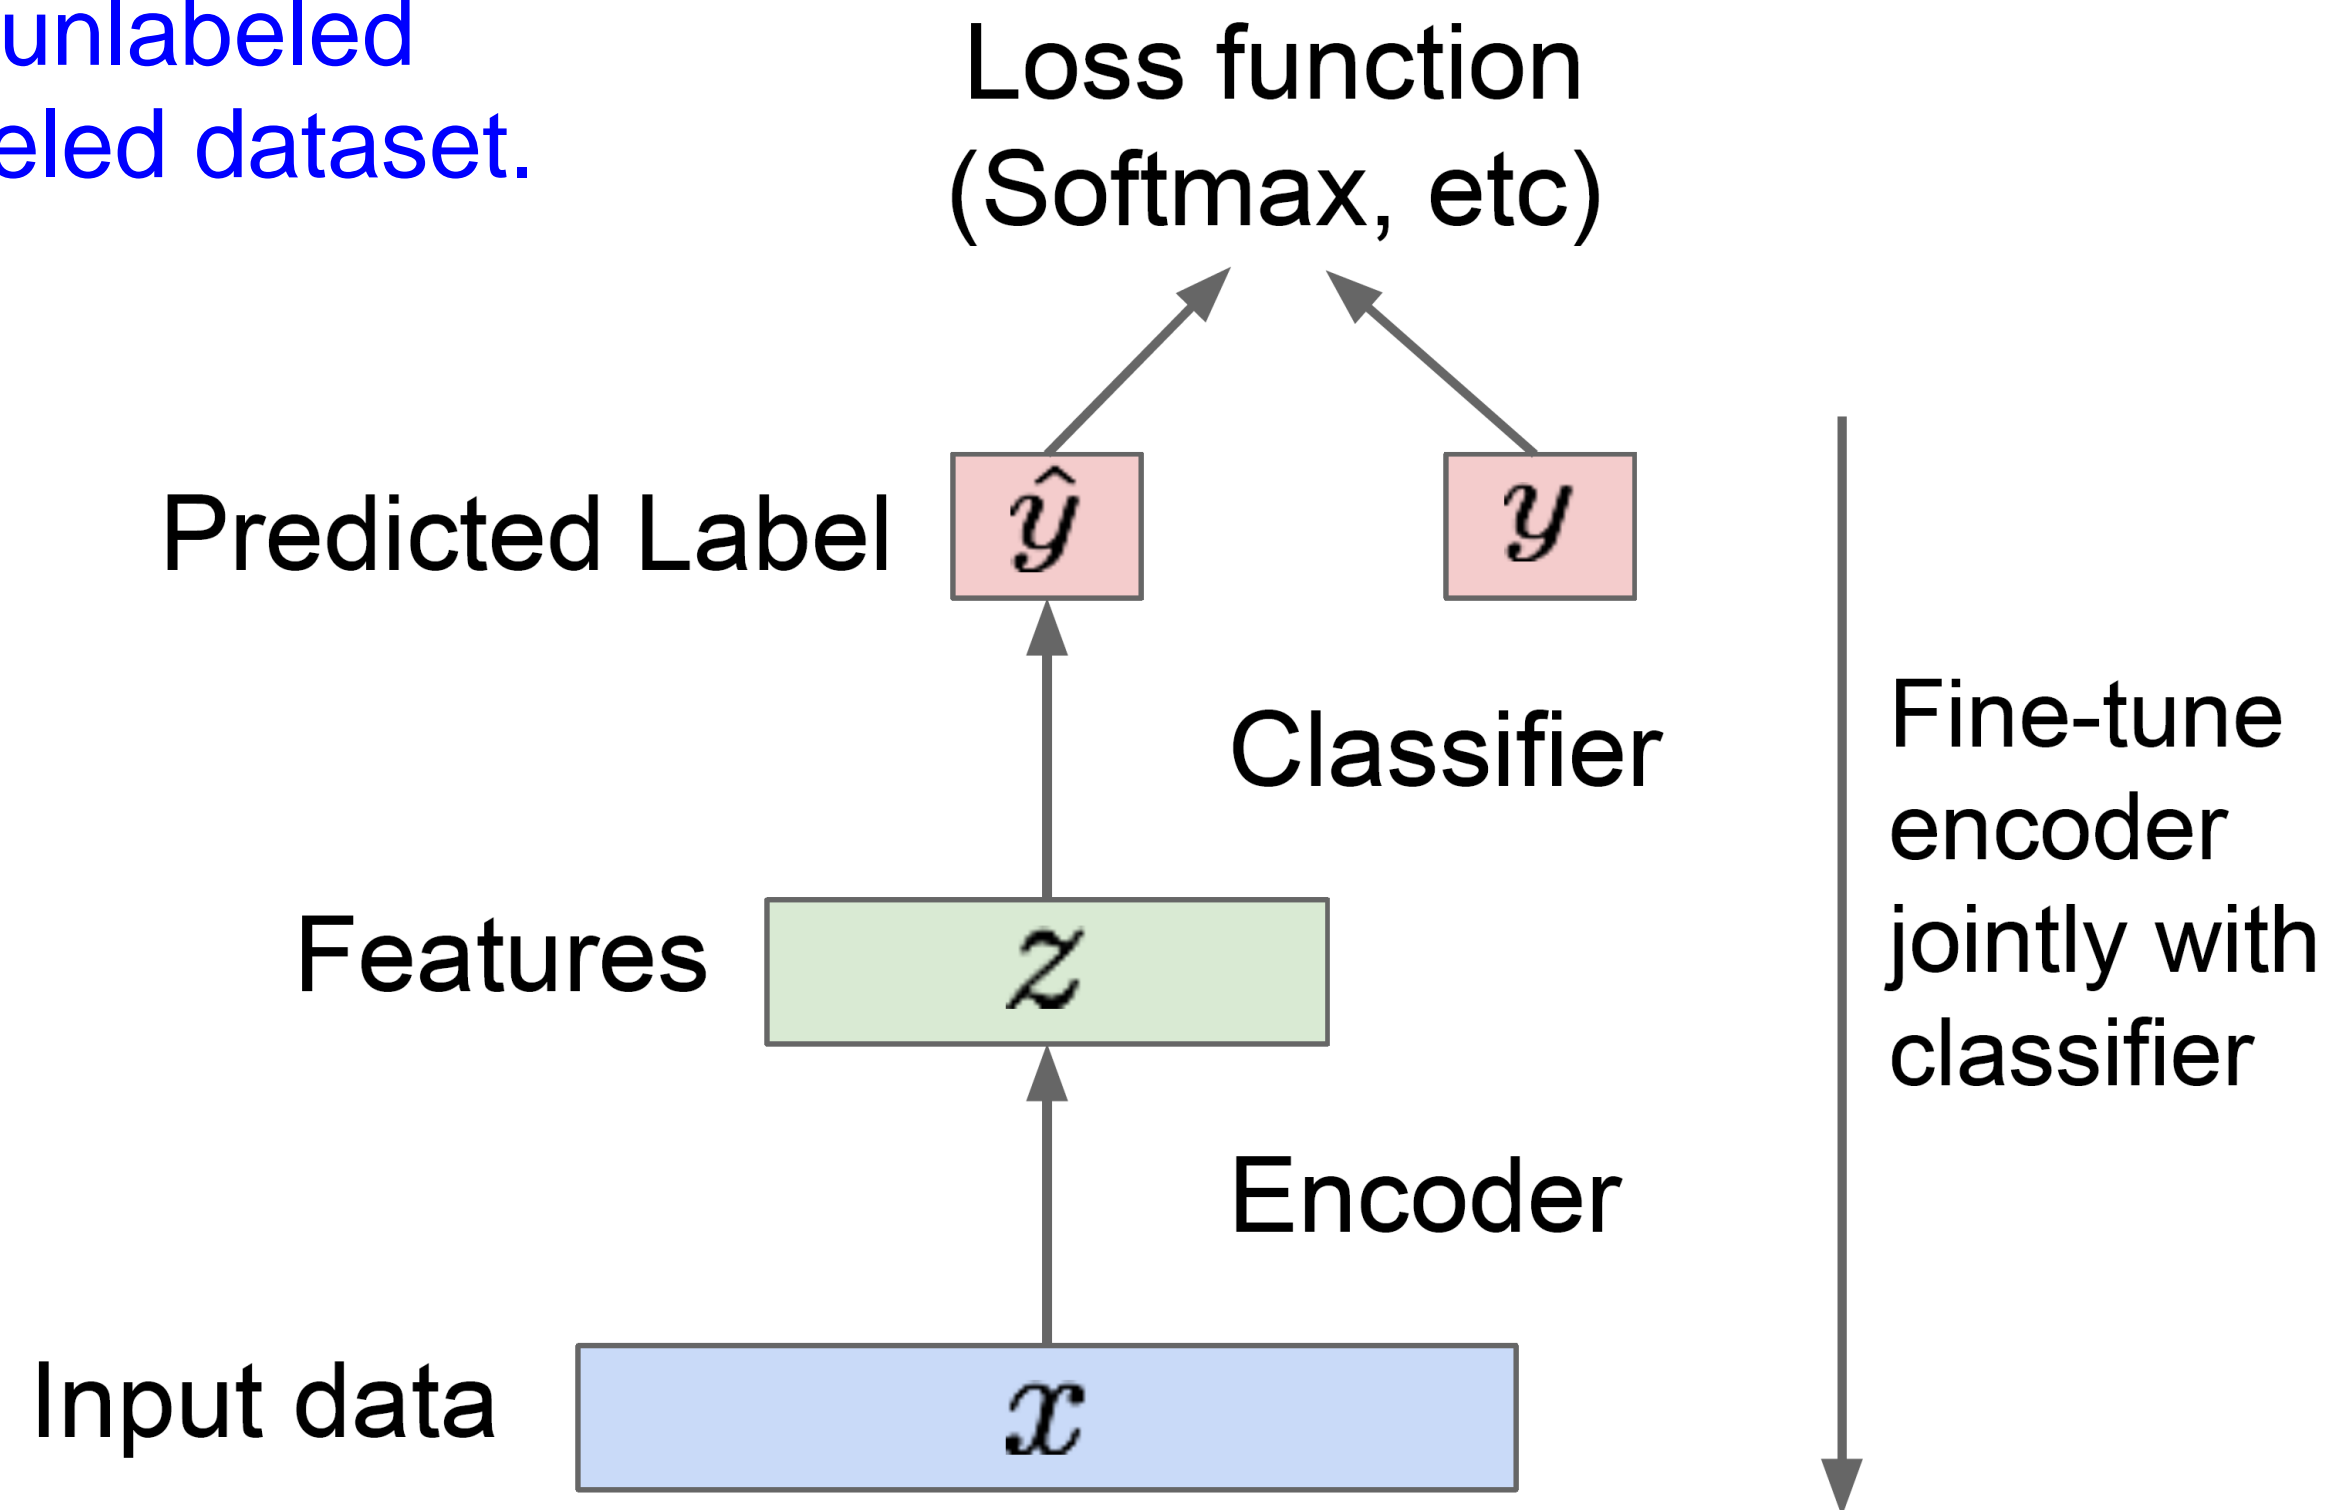 unlabeled
eled dataset.
Loss function
(Softmax, etc)
Predicted Label
ŷ
y
Classifier
Features
z
Fine-tune
encoder
jointly with
classifier
Encoder
Input data
x